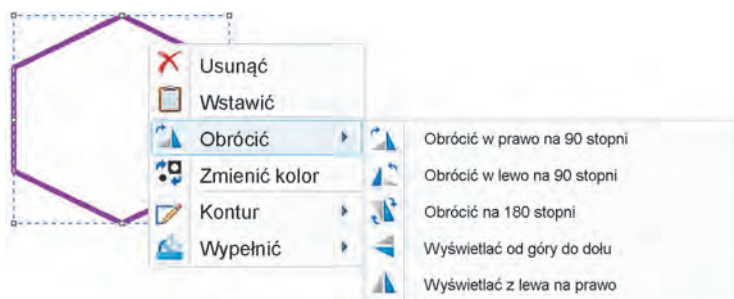 Usunąć
Wstawić
Obrócić
Zmienić kolor
Kontur
Wypełnić
Obrócić w prawo na 90 stopni
Obrócić w lewo na 90 stopni
Obrócić na 180 stopni
Wyświetlać od góry do dołu
Wyświetlać z lewa na prawo